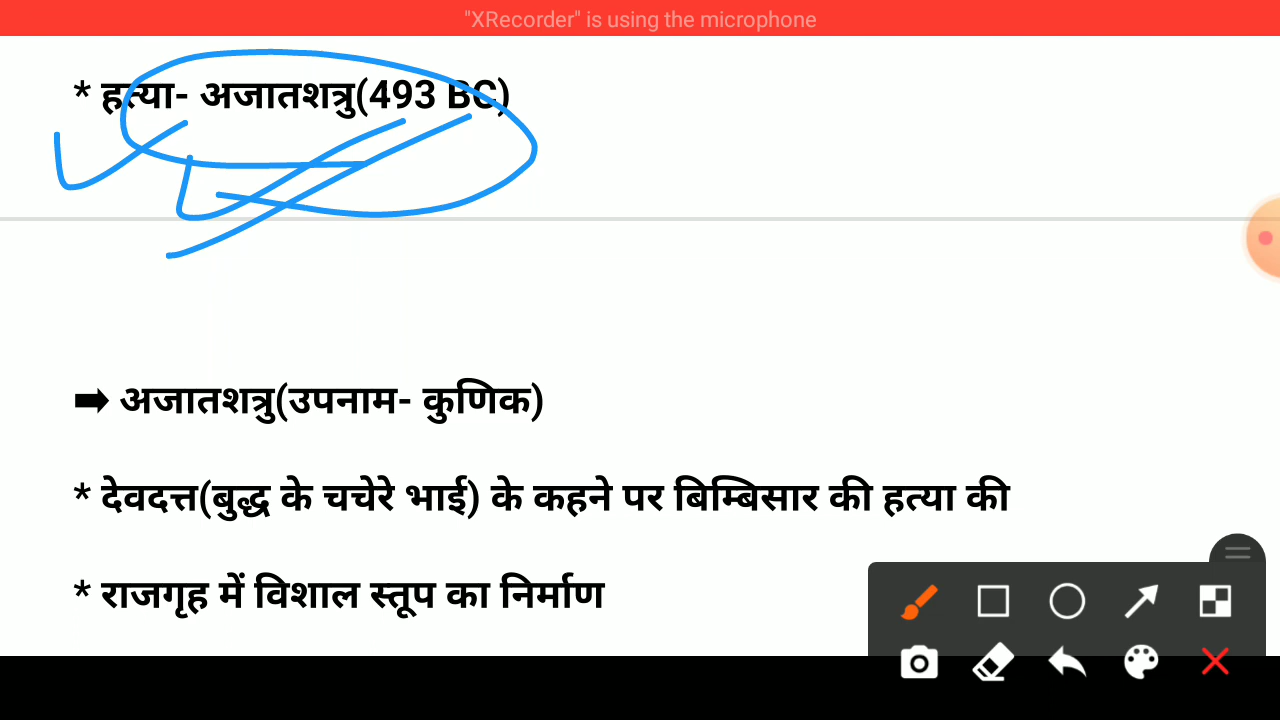 "XRecorder" is using the microphone
* हत्या- अजातशत्रु(493 BC)
➡ अजातशत्रु(उपनाम- कुणिक)
* देवदत्त(बुद्ध के चचेरे भाई) के कहने पर बिम्बिसार की हत्या की
* राजगृह में विशाल स्तूप का निर्माण